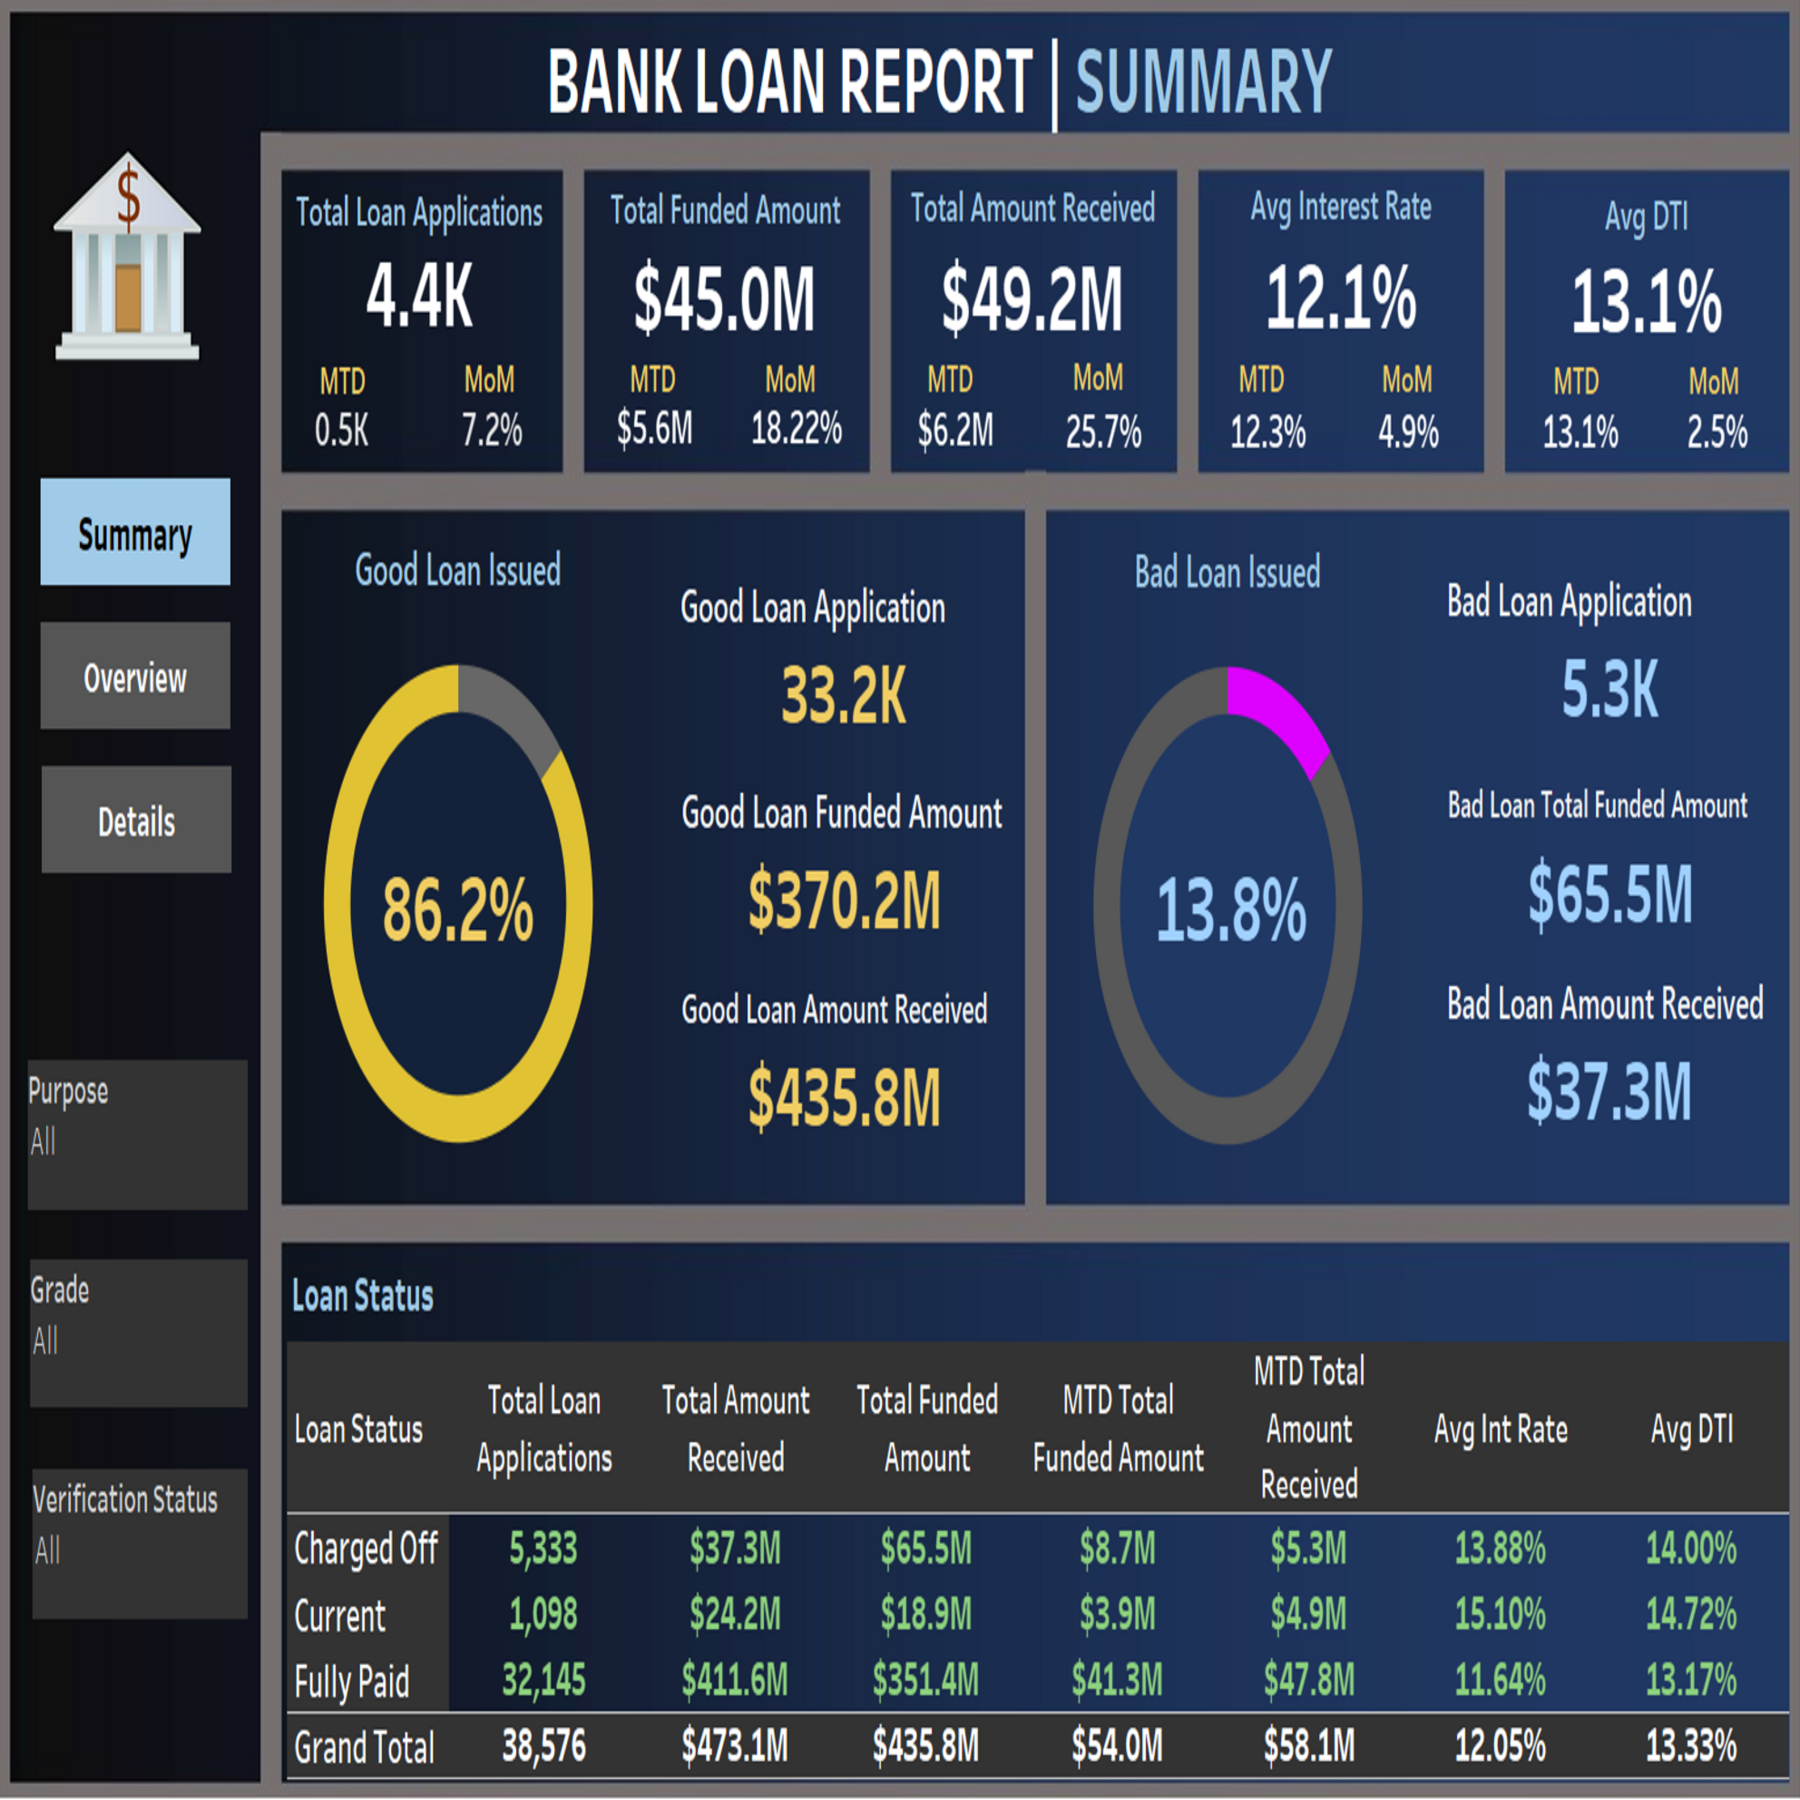 BANK LOAN REPORT | SUMMARY
$
Summary
Overview
Details
Purpose
All
Grade
All
Verification Status
All
Total Loan Applications
4.4K
MTD MoM
0.5K 7.2%
Total Funded Amount
$45.0M
MTD MoM
$5.6M 18.22%
Total Amount Received
$49.2M
MTD MoM
$6.2M 25.7%
Avg Interest Rate
12.1%
MTD MoM
12.3% 4.9%
Avg DTI
13.1%
MTD MoM
13.1% 2.5%
Good Loan Issued
86.2%
Good Loan Application
33.2K
Good Loan Funded Amount
$370.2M
Good Loan Amount Received
$435.8M
Bad Loan Issued
13.8%
Bad Loan Application
5.3K
Bad Loan Total Funded Amount
$65.5M
Bad Loan Amount Received
$37.3M
Loan Status
Loan Status
Total Loan
Applications
Total Amount
Received
Total Funded
Amount
MTD Total
Funded Amount
MTD Total
Amount
Received
Avg Int Rate
Avg DTI
Charged Off 5,333 $37.3M $65.5M $8.7M $5.3M 13.88% 14.00%
Current 1,098 $24.2M $18.9M $3.9M $4.9M 15.10% 14.72%
Fully Paid 32,145 $411.6M $351.4M $41.3M $47.8M 11.64% 13.17%
Grand Total 38,576 $473.1M $435.8M $54.0M $58.1M 12.05% 13.33%